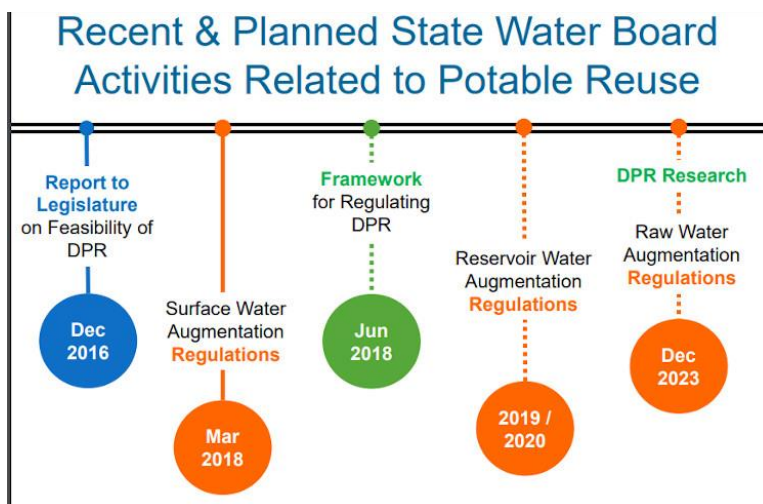 Recent & Planned State Water Board
Activities Related to Potable Reuse
Report to
Legislature
on Feasibility of
DPR
Dec
2016
Surface Water
Augmentation
Regulations
Mar
2018
Framework
for Regulating
DPR
Jun
2018
Reservoir Water
Augmentation
Regulations
2019 /
2020
DPR Research
Raw Water
Augmentation
Regulations
Dec
2023